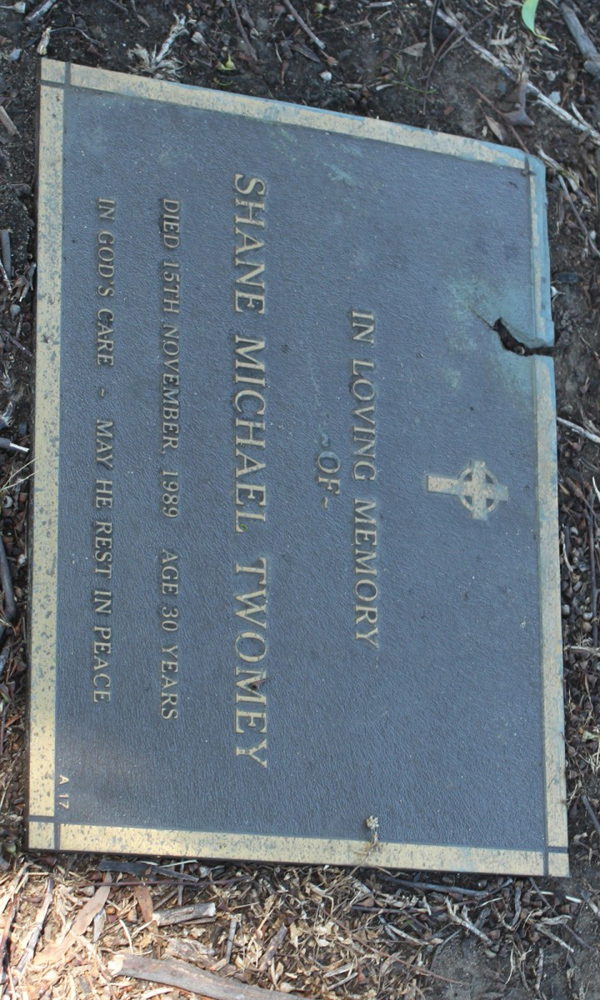 IN LOVING MEMORY
~OF~
SHANE MICHAEL TWOMEY
DIED 15TH NOVEMBER, 1989 AGE 30 YEARS
IN GOD'S CARE ~ MAY HE REST IN PEACE
A 17